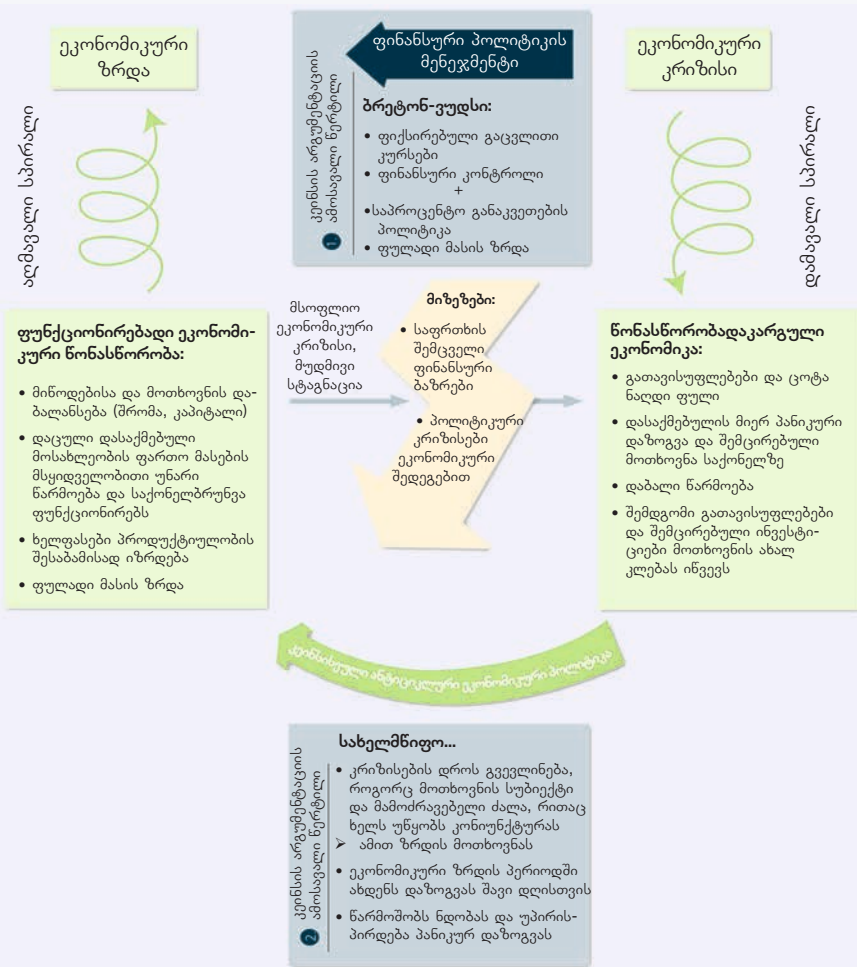 ეკონომიკური
ზრდა
აღმავალი სპირალი
ფინანსური პოლიტიკის
მენეჯმენტი
კეინსის არგუმენტაციის
ამოსავალი წერტილი
1.
ბრეტონ-ვუდსი:
• ფიქსირებული გაცვლითი
კურსები
• ფინანსური კონტროლი
+
•საპროცენტო განაკვეთების
პოლიტიკა
• ფულადი მასის ზრდა
ეკონომიკური
კრიზისი
დამავალი სპირალი
ფუნქციონირებადი ეკონომი-
კური წონასწორობა:
• მიწოდებისა და მოთხოვნის და-
ბალანსება (შრომა, კაპიტალი)
• დაცული დასაქმებული
მოსახლეობის ფართო მასების
მსყიდველობითი უნარი
წარმოება და საქონელბრუნვა
ფუნქციონირებს
• ხელფასები პროდუქტიულობის
შესაბამისად იზრდება
• ფულადი მასის ზრდა
მსოფლიო
ეკონომიკური
კრიზისი,
მუდმივი
სტაგნაცია
მიზეზები:
• საფრთხის
შემცველი
ფინანსური
ბაზრები
• პოლიტიკური
კრიზისები
ეკონომიკური
შედეგებით
წონასწორობადაკარგული
ეკონომიკა:
• გათავისუფლებები და ცოტა
ნაღდი ფული
• დასაქმებულის მიერ პანიკური
დაზოგვა და შემცირებული
მოთხოვნა საქონელზე
• დაბალი წარმოება
• შემდგომი გათავისუფლებები
და შემცირებული ინვესტი-
ციები მოთხოვნის ახალ
კლებას იწვევს
კეინსისეული ანტიციკლური ეკონომიკური პოლიტიკა
კეინსის არგუმენტაციის
ამოსავალი წერტილი
2
სახელმწიფო...
• კრიზისების დროს გვევლინება,
როგორც მოთხოვნის სუბიექტი
და მამოძრავებელი ძალა, რითაც
ხელს უწყობს კონიუნქტურას
➢ ამით ზრდის მოთხოვნას
• ეკონომიკური ზრდის პერიოდში
ახდენს დაზოგვას შავი დღისთვის
• წარმოშობს ნდობას და უპირის-
პირდება პანიკურ დაზოგვას